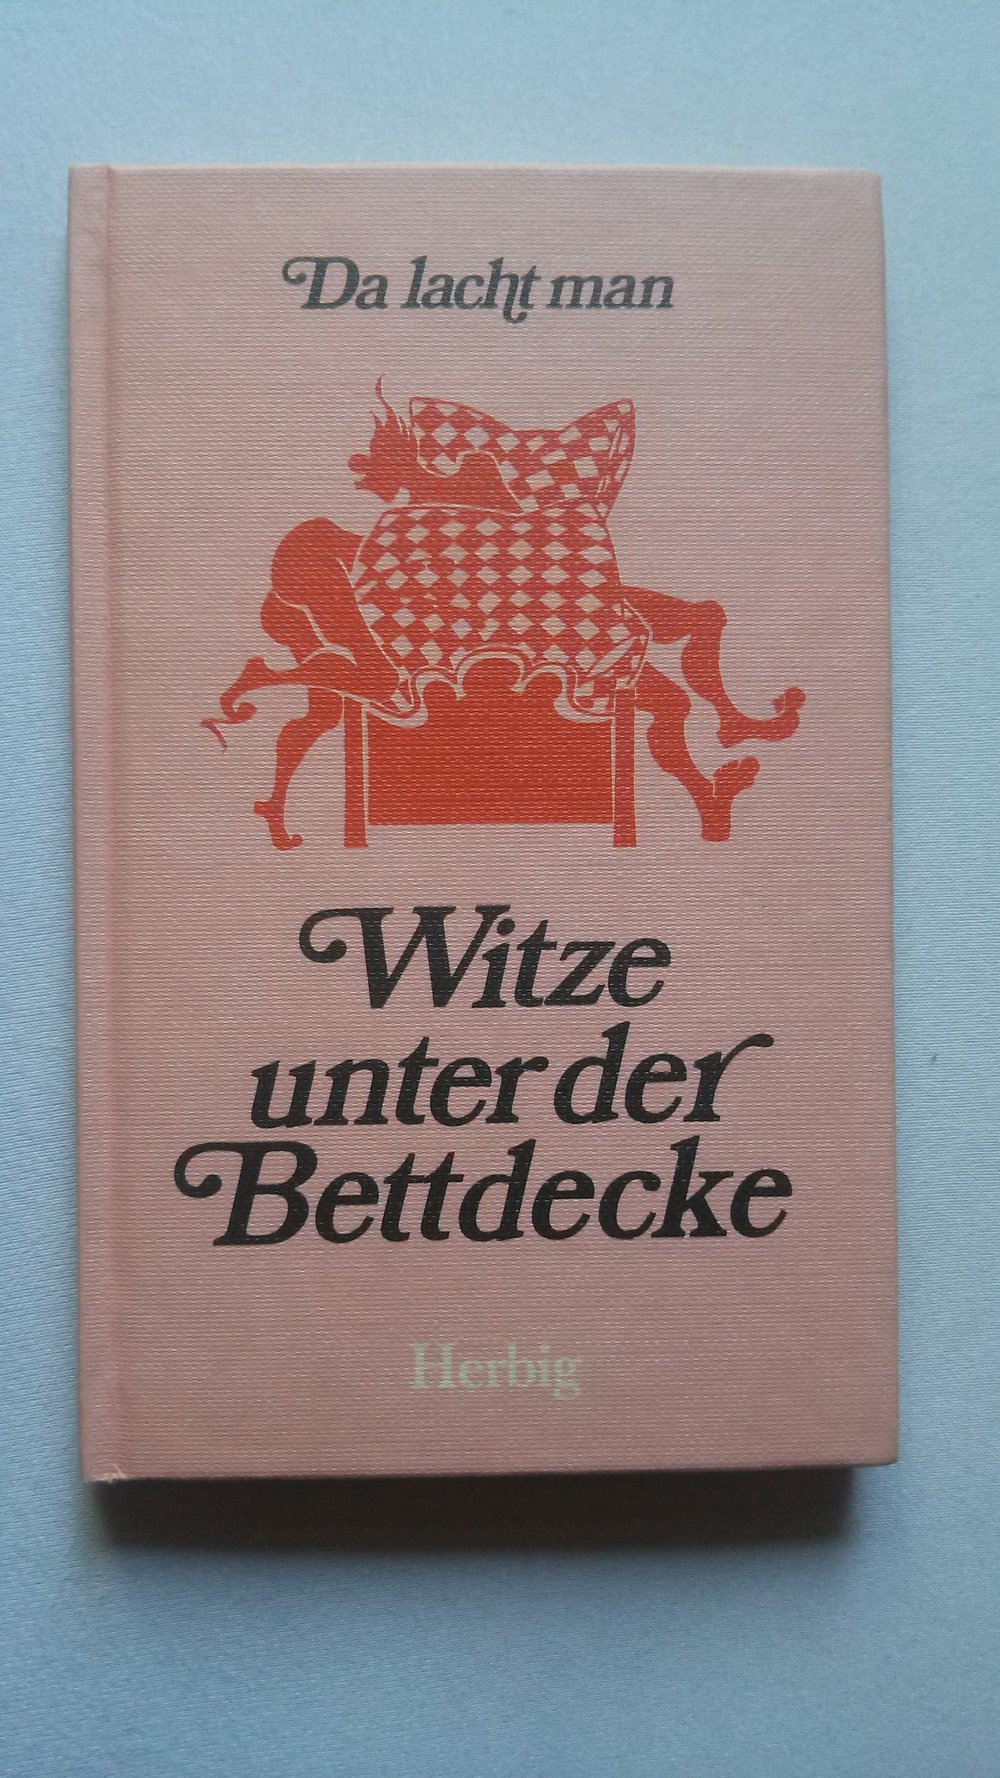 Da lacht man
Witze
unter der
Bettdecke
Herbig